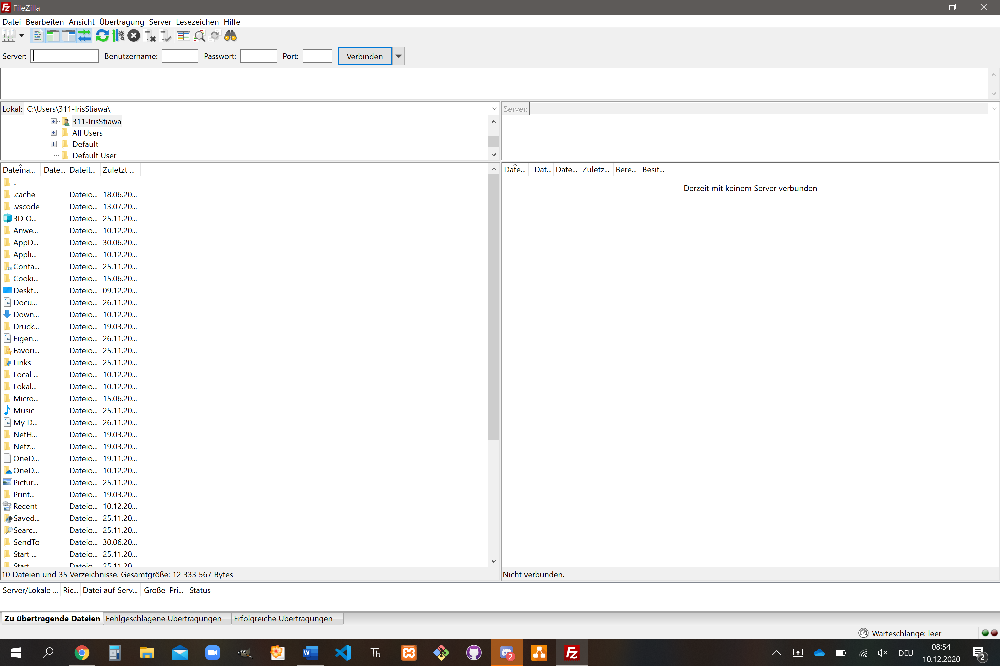 FileZilla
Datei Bearbeiten Ansicht Übertragung Server Lesezeichen Hilfe
Server: Benutzername: Passwort: Port: Verbinden
Lokal: C:\Users\311-IrisStiawa\ Server:
311-IrisStiawa
All Users
Default
Default User
Dateina... Date... Dateit... Zuletzt ... Date... Dat... Date... Zuletz... Bere... Besit...
..
Derzeit mit keinem Server verbunden
.cache Dateio... 18.06.20...
.vscode Dateio... 13.07.20...
3D O... Dateio... 25.11.20...
Anwe... Dateio... 10.12.20...
AppD... Dateio... 30.06.20...
Appli... Dateio... 10.12.20...
Conta... Dateio... 25.11.20...
Cooki... Dateio... 15.06.20...
Deskt... Dateio... 09.12.20...
Docu... Dateio... 26.11.20...
Down... Dateio... 10.12.20...
Druck... Dateio... 19.03.20...
Eigen... Dateio... 26.11.20...
Favori... Dateio... 25.11.20...
Links Dateio... 25.11.20...
Local ... Dateio... 10.12.20...
Lokal... Dateio... 10.12.20...
Micro... Dateio... 15.06.20...
Music Dateio... 25.11.20...
My D... Dateio... 26.11.20...
NetH... Dateio... 19.03.20...
Netz... Dateio... 19.03.20...
OneD... Dateio... 19.11.20...
OneD... Dateio... 10.12.20...
Pictur... Dateio... 25.11.20...
Print... Dateio... 19.03.20...
Recent Dateio... 10.12.20...
Saved... Dateio... 25.11.20...
Searc... Dateio... 25.11.20...
SendTo Dateio... 30.06.20...
Start ... Dateio... 25.11.20...
Start Dateio 25.11.20
10 Dateien und 35 Verzeichnisse. Gesamtgröße: 12 333 567 Bytes Nicht verbunden.
Server/Lokale ... Ric... Datei auf Serv... Größe Pri... Status
Zu übertragende Dateien Fehlgeschlagene Übertragungen Erfolgreiche Übertragungen
Warteschlange: leer
Th 2 DEU 08:54 2
10.12.2020